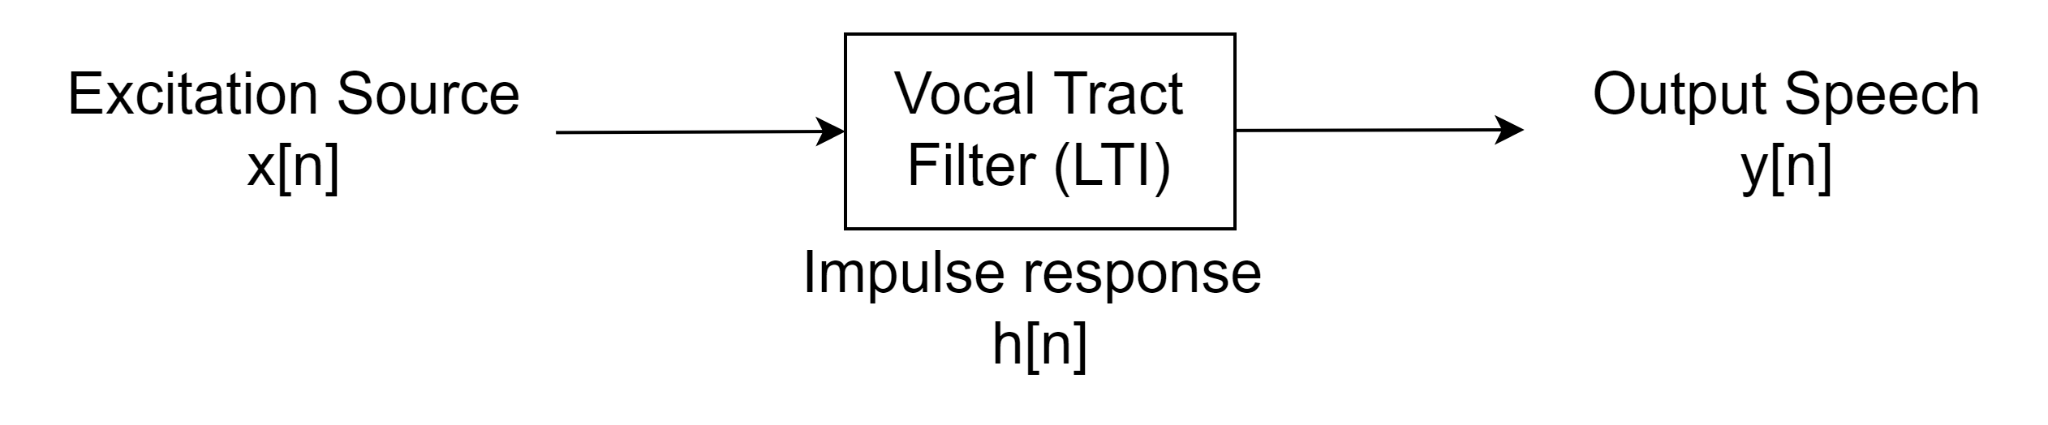 Excitation Source
x[n]
Vocal Tract
Filter (LTI)
Impulse response
h[n]
Output Speech
y[n]